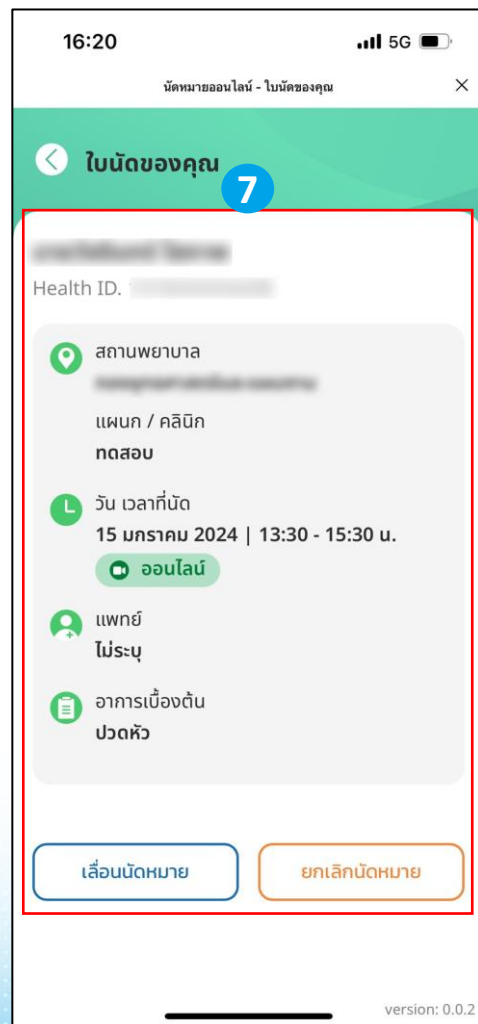 16:20
5G
นัดหมายออนไลน์ - ใบนัดของคุณ
ใบนัดของคุณ
7
Health ID.
สถานพยาบาล
แผนก / คลินิก
ทดสอบ
วัน เวลาที่นัด
15 มกราคม 2024 | 13:30 - 15:30 น.
ออนไลน์
แพทย์
ไม่ระบุ
อาการเบื้องต้น
ปวดหัว
เลื่อนนัดหมาย
ยกเลิกนัดหมาย
version: 0.0.2